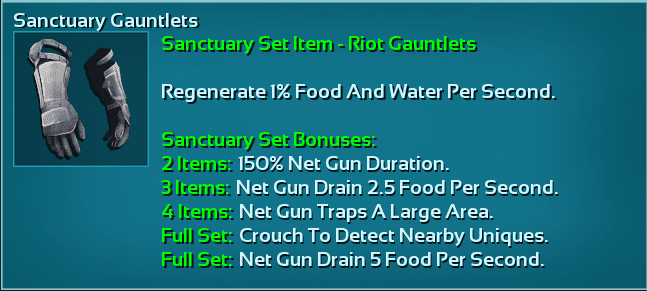 Sanctuary Gauntlets
Sanctuary Set Item - Riot Gauntlets
Regenerate 1% Food And Water Per Second.
Sanctuary Set Bonuses:
2 Items: 150% Net Gun Duration.
3 Items: Net Gun Drain 2.5 Food Per Second.
4 Items: Net Gun Traps A Large Area.
Full Set: Crouch To Detect Nearby Uniques.
Full Set: Net Gun Drain 5 Food Per Second.